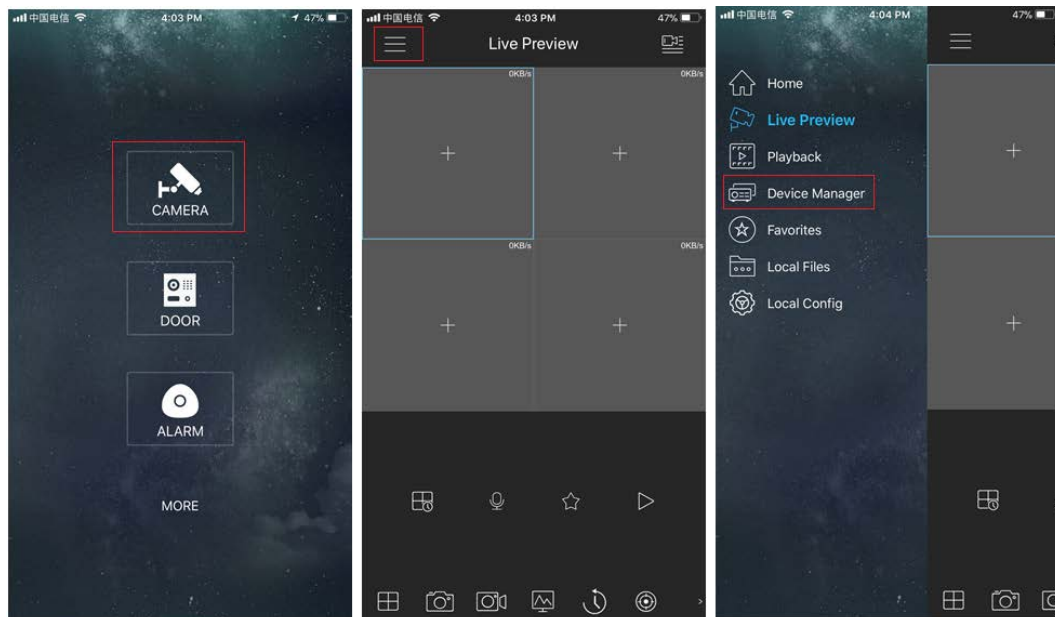 中国电信 4:03 PM 47%
CAMERA
DOOR
ALARM
MORE
中国电信 4:03 PM 47%
Live Preview
0KB/s 0KB/s
0KB/s 0KB/s
中国电信 4:04 PM 47%
Home
Live Preview
Playback
Device Manager
Favorites
Local Files
Local Config